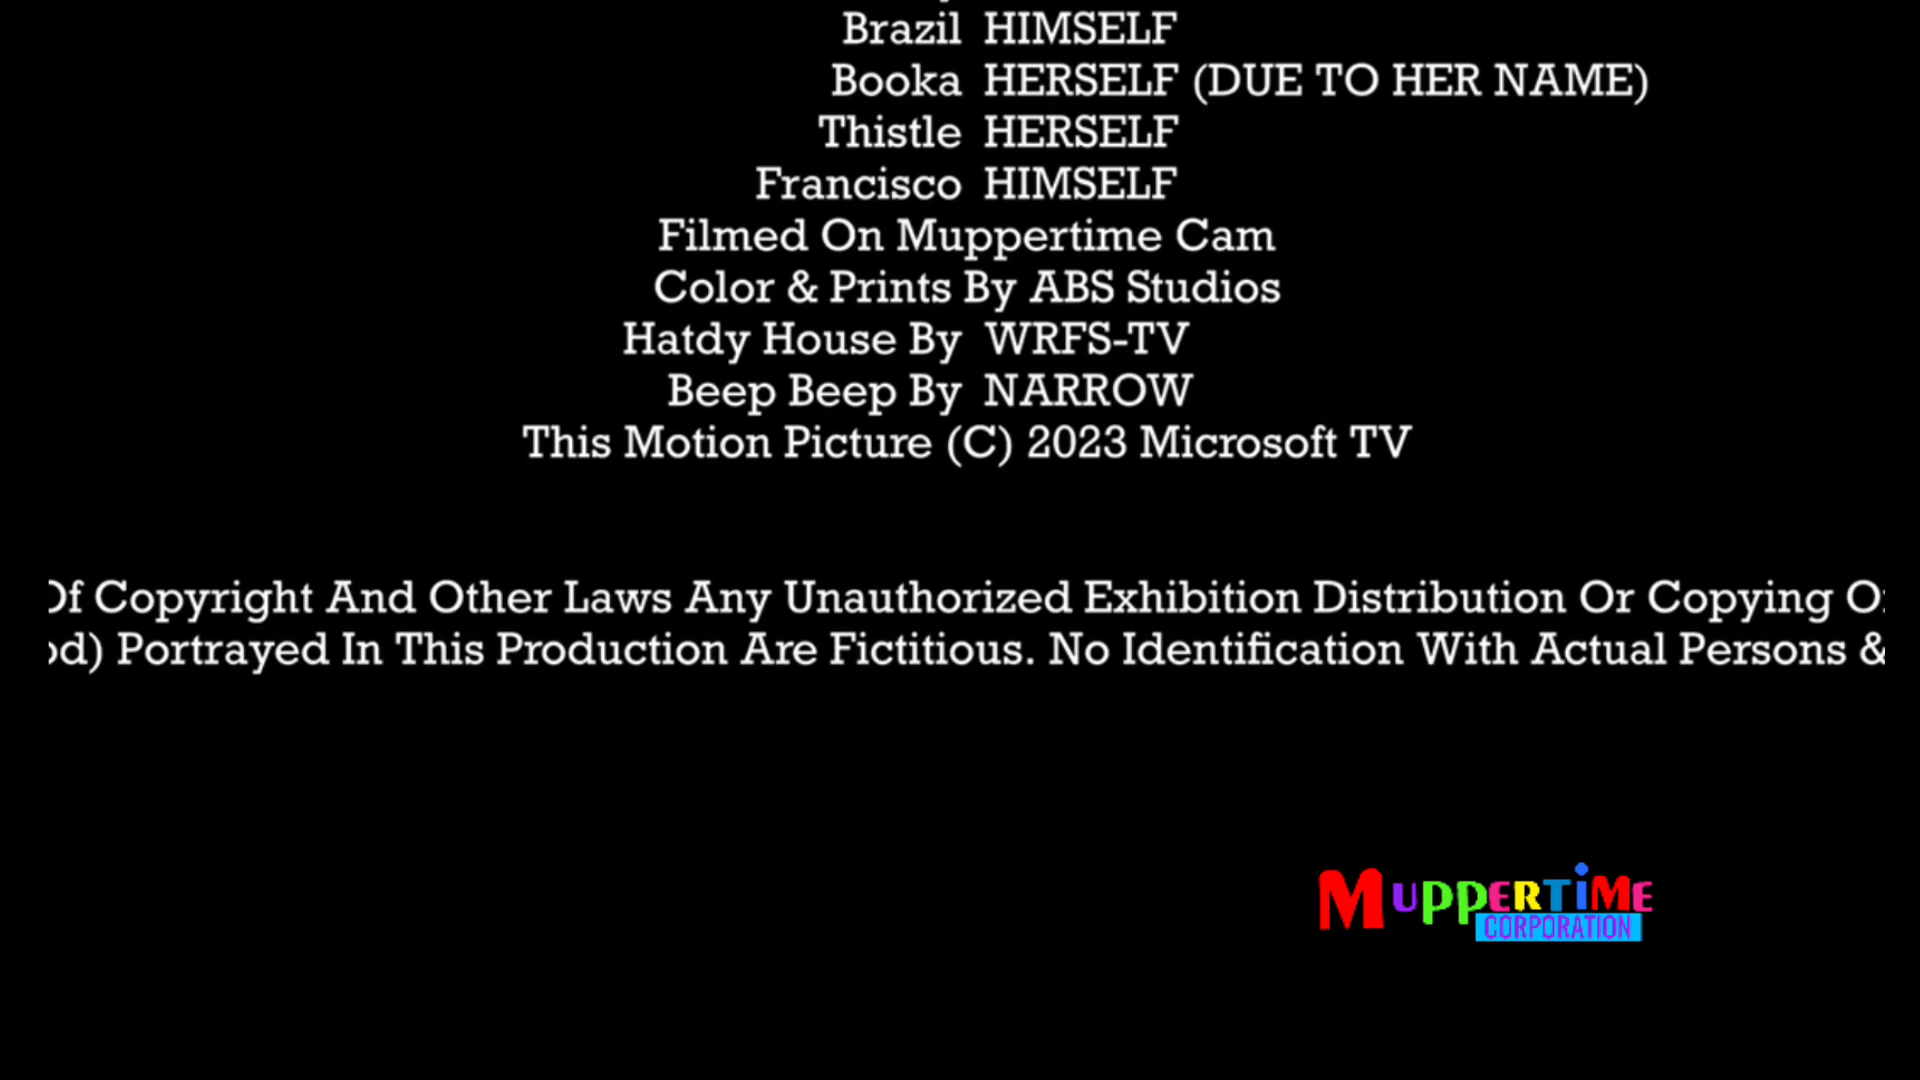 Brazil HIMSELF
Booka HERSELF (DUE TO HER NAME)
Thistle HERSELF
Francisco HIMSELF
Filmed On Muppertime Cam
Color & Prints By ABS Studios
Hatdy House By WRFS-TV
Beep Beep By NARROW
This Motion Picture (C) 2023 Microsoft TV
Of Copyright And Other Laws Any Unauthorized Exhibition Distribution Or Copying
Portrayed In This Production Are Fictitious. No Identification With Actual Persons &
MUPPERTiME
CORPORATION